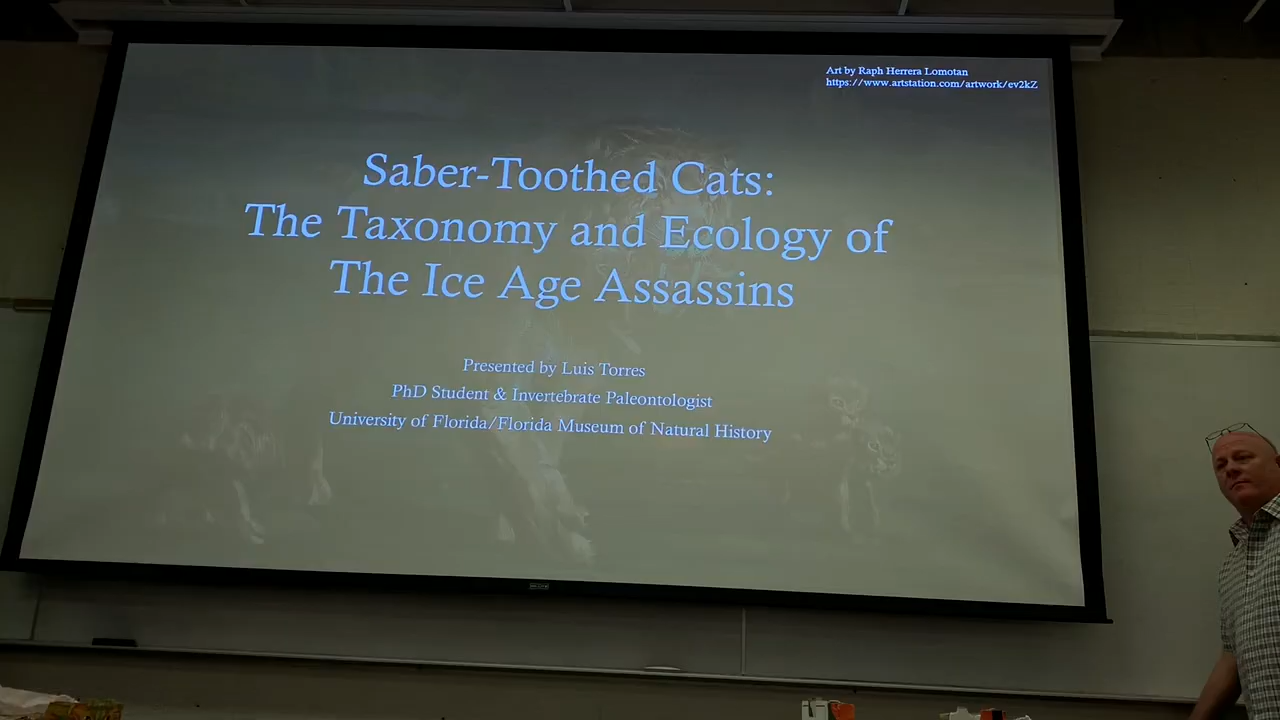 Art by Raph Herrera Lomotan
https://www.artstation.com/artwork/ev2kZ
Saber-Toothed Cats:
The Taxonomy and Ecology of
The Ice Age Assassins
Presented by Luis Torres
PhD Student & Invertebrate Paleontologist
University of Florida/Florida Museum of Natural History